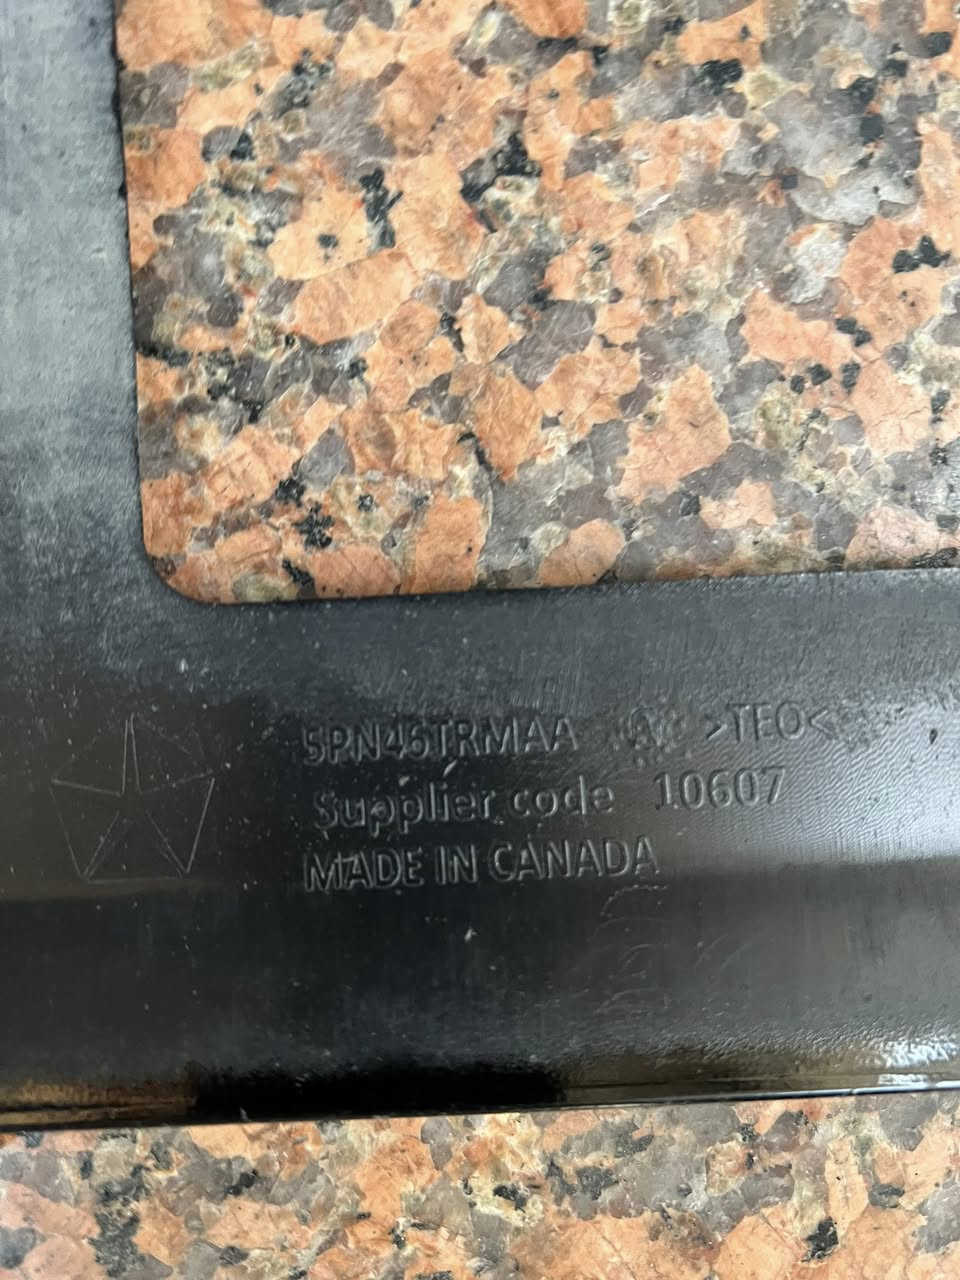 5PN46TRMAA >TEO<
Supplier code 10607
MADE IN CANADA